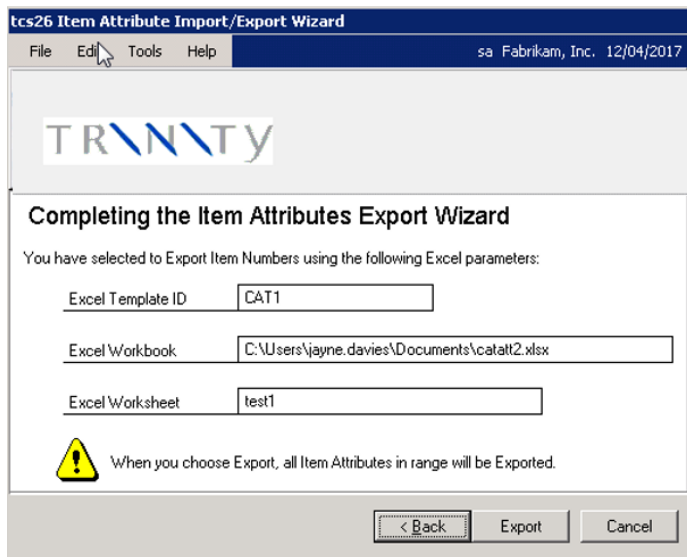 tcs26 Item Attribute Import/Export Wizard
File Edit Tools Help sa Fabrikam, Inc. 12/04/2017
TRINITY
Completing the Item Attributes Export Wizard
You have selected to Export Item Numbers using the following Excel parameters:
Excel Template ID CAT1
Excel Workbook C:\Users\jayne.davies\Documents\catatt2.xlsx
Excel Worksheet test1
When you choose Export, all Item Attributes in range will be Exported.
< Back Export Cancel